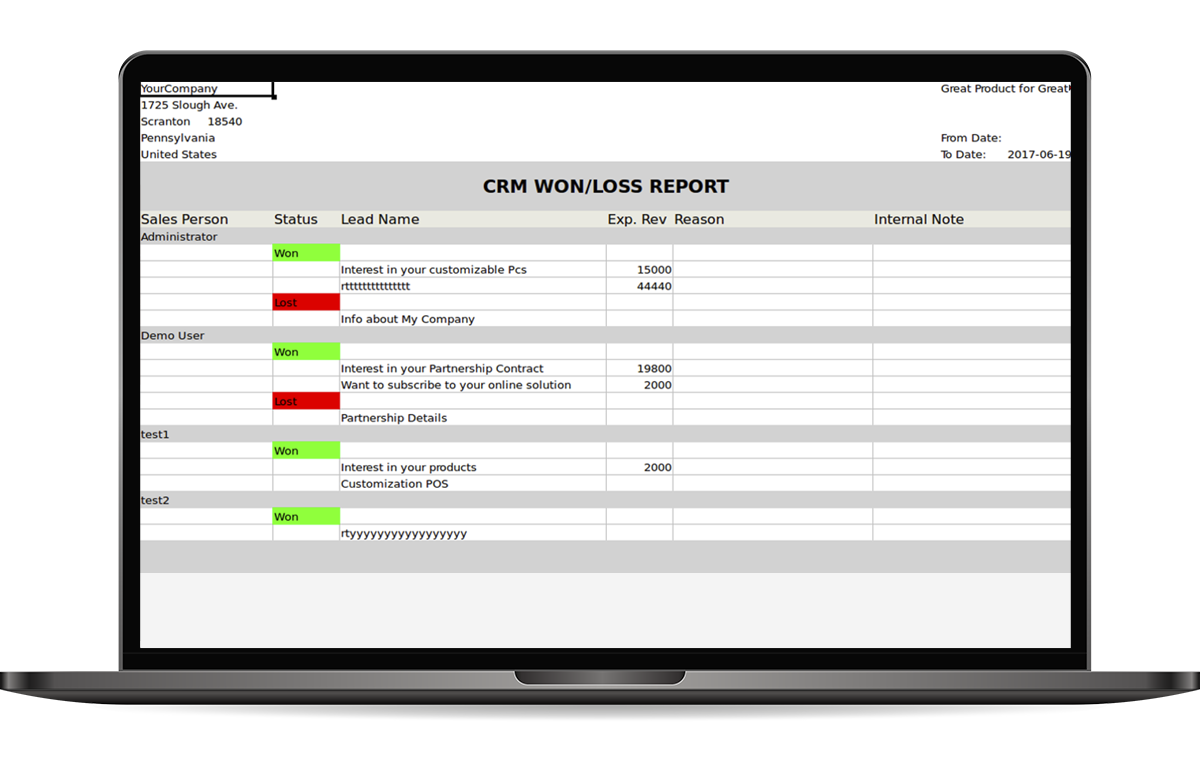 YourCompany Great Product for Great
1725 Slough Ave.
Scranton 18540
Pennsylvania From Date:
United States To Date: 2017-06-19
CRM WON/LOSS REPORT
Sales Person Status Lead Name Exp. Rev Reason Internal Note
Administrator
Won
Interest in your customizable Pcs 15000
rttttttttttttttt 44440
Lost
Info about My Company
Demo User
Won
Interest in your Partnership Contract 19800
Want to subscribe to your online solution 2000
Lost
Partnership Details
test1
Won
Interest in your products 2000
Customization POS
test2
Won
rtyyyyyyyyyyyyyyyyy